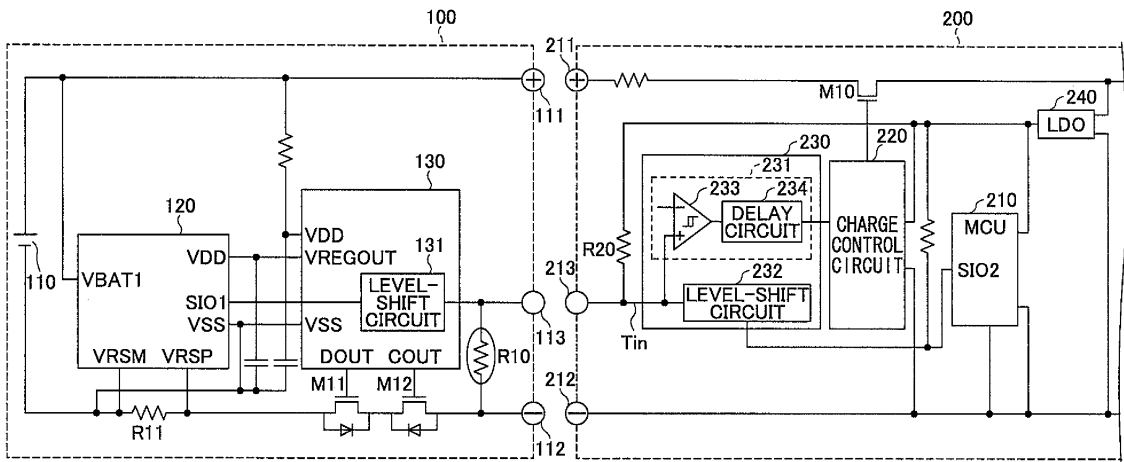 100
200
211
111
M10
240
LDO
230
220
231
233
234
DELAY
CIRCUIT
CHARGE
CONTROL
CIRCUIT
210
MCU
SIO2
R20
213
232
LEVEL-SHIFT
CIRCUIT
Tin
130
120
VDD
VREGOUT
VDD
VBAT1
110
131
LEVEL-
SHIFT
CIRCUIT
SIO1
VSS
VSS
113
R10
VRSM VRSP
DOUT COUT
M11
M12
212
R11
112